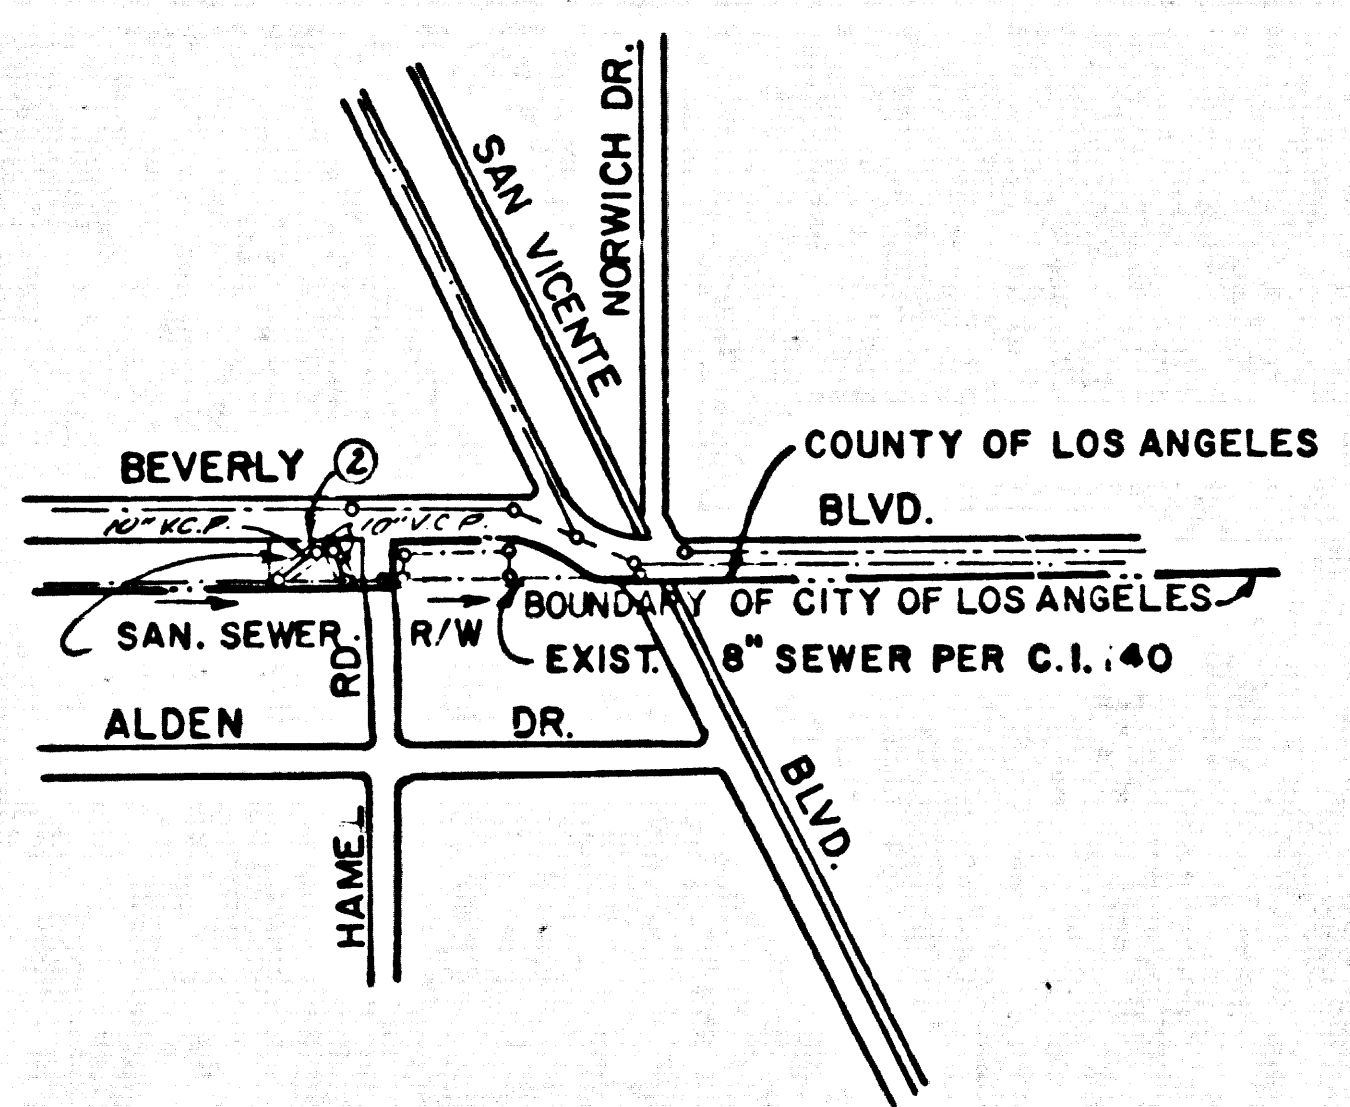 NORWICH DR.
SAN VICENTE
COUNTY OF LOS ANGELES
BEVERLY
2
BLVD.
10" V.C.P.
10" V.C.P.
BOUNDARY OF CITY OF LOS ANGELES
SAN. SEWER
R/W
EXIST. 8" SEWER PER C.I. 40
RD.
ALDEN
DR.
BLVD.
HAMEL